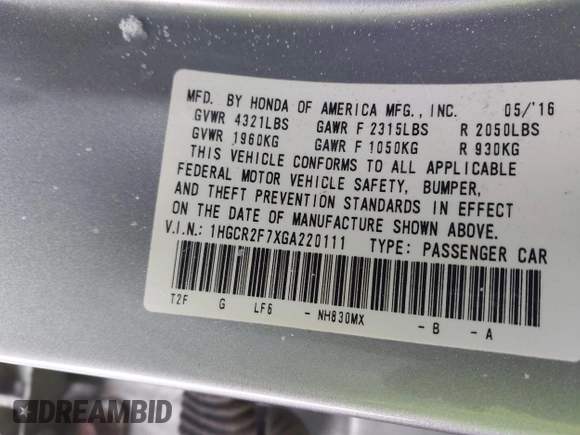 MFD. BY HONDA OF AMERICA MFG., INC. 05/'16
GVWR 4321LBS GAWR F 2315LBS R 2050LBS
GVWR 1960KG GAWR F 1050KG R 930KG
THIS VEHICLE CONFORMS TO ALL APPLICABLE
FEDERAL MOTOR VEHICLE SAFETY, BUMPER,
AND THEFT PREVENTION STANDARDS IN EFFECT
ON THE DATE OF MANUFACTURE SHOWN ABOVE.
V.I.N.: 1HGCR2F7XGA220111 TYPE: PASSENGER CAR
T2F G LF6 - NH830MX - B - A
DREAMBID